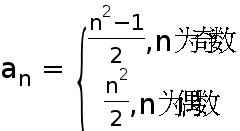 aₙ = { (n²-1)/2 ,n为奇数
n²/2 ,n为偶数